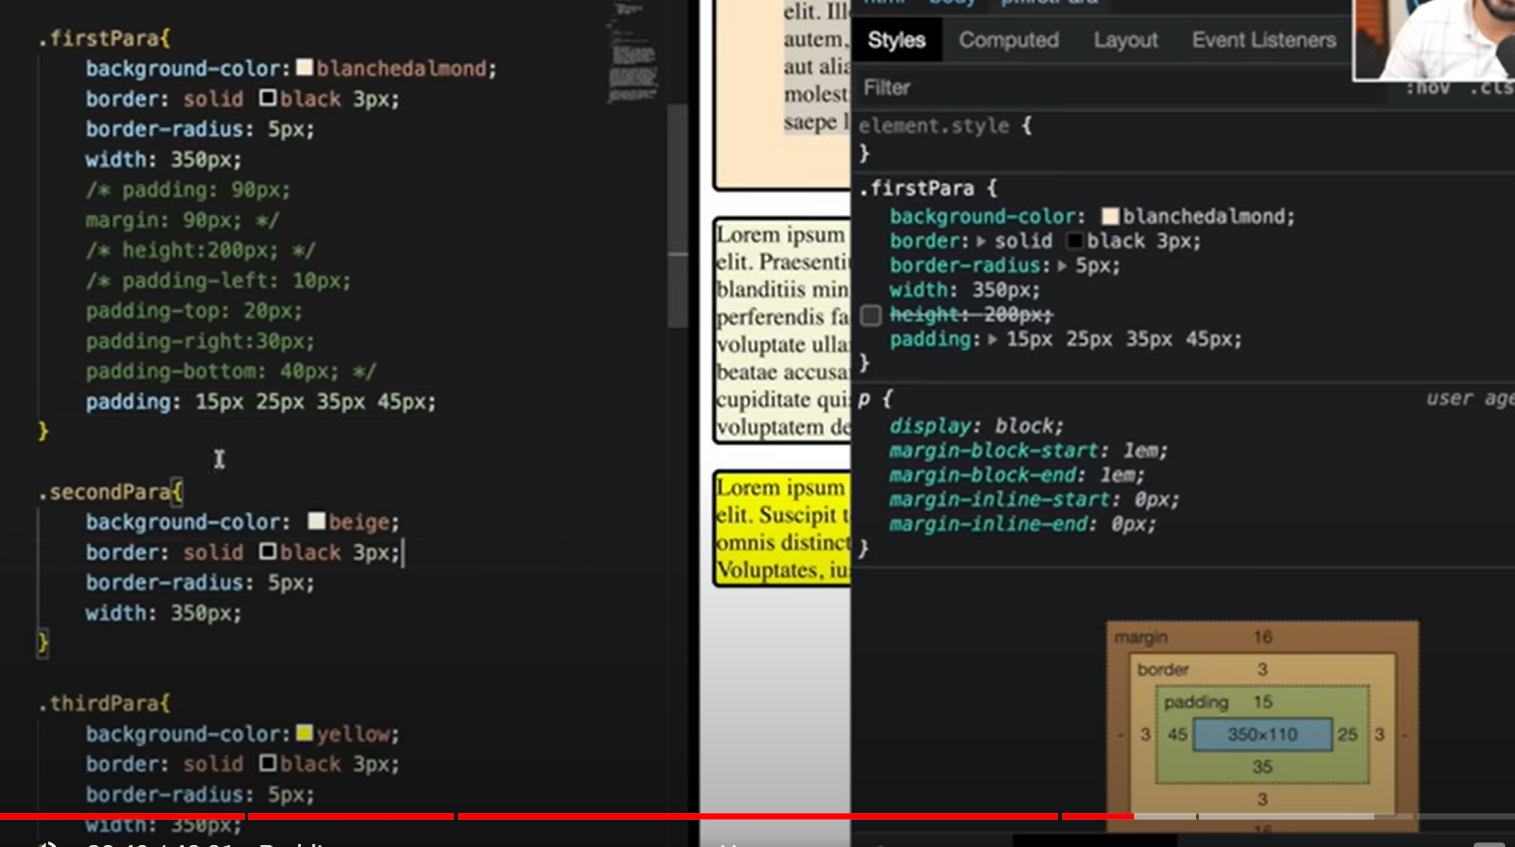 .firstPara{
background-color: blanchedalmond;
border: solid black 3px;
border-radius: 5px;
width: 350px;
/* padding: 90px;
margin: 90px; */
/* height:200px; */
/* padding-left: 10px;
padding-top: 20px;
padding-right:30px;
padding-bottom: 40px; */
padding: 15px 25px 35px 45px;
}
.secondPara{
background-color: beige;
border: solid black 3px;
border-radius: 5px;
width: 350px;
}
.thirdPara{
background-color: yellow;
border: solid black 3px;
border-radius: 5px;
width: 350px;
elit. Ill
autem,
aut alia
molest
saepe l
Lorem ipsum
elit. Praesenti
blanditiis min
perferendis fa
voluptate ulla
beatae accusa
cupiditate qui
voluptatem de
Lorem ipsum
elit. Suscipit t
omnis distinct
Voluptates, iu
Styles Computed Layout Event Listeners
Filter :hov .cls
element.style {
}
.firstPara {
background-color: blanchedalmond;
border: solid black 3px;
border-radius: 5px;
width: 350px;
height: 200px;
padding: 15px 25px 35px 45px;
}
p { user age
display: block;
margin-block-start: 1em;
margin-block-end: 1em;
margin-inline-start: 0px;
margin-inline-end: 0px;
}
margin 16
border 3
padding 15
- 3 45 350×110 25 3 -
35
3
16